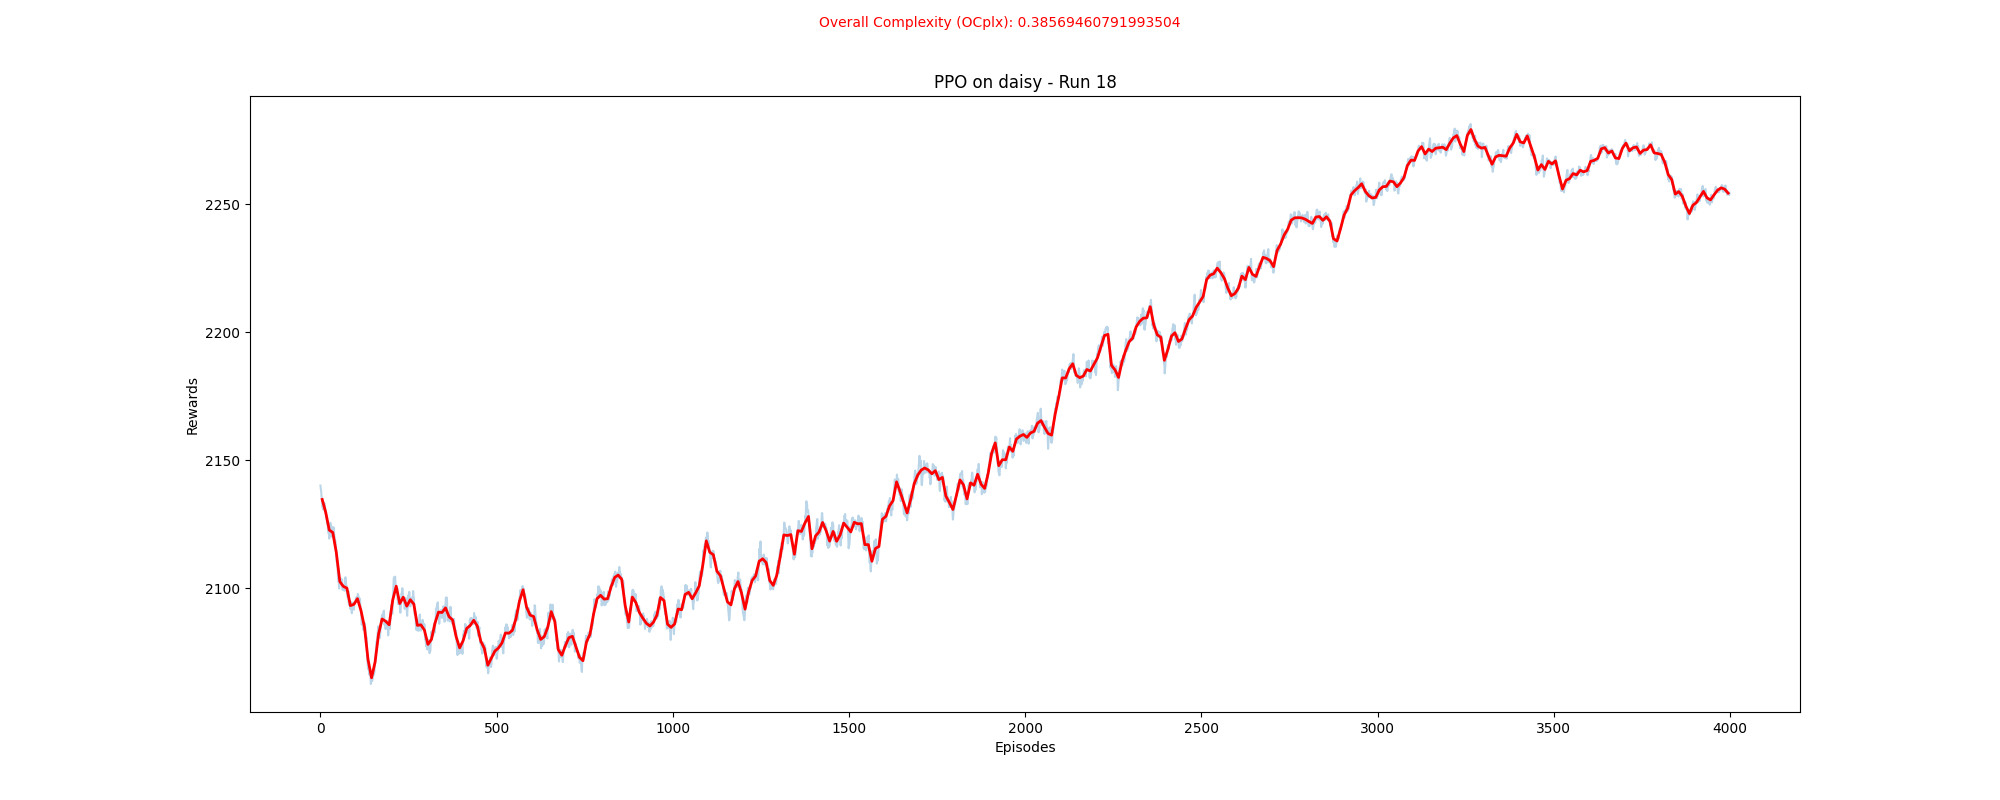 Overall Complexity (OCplx): 0.38569460791993504
PPO on daisy - Run 18
2250
2200
2150
2100
Rewards
0 500 1000 1500 2000 2500 3000 3500 4000
Episodes